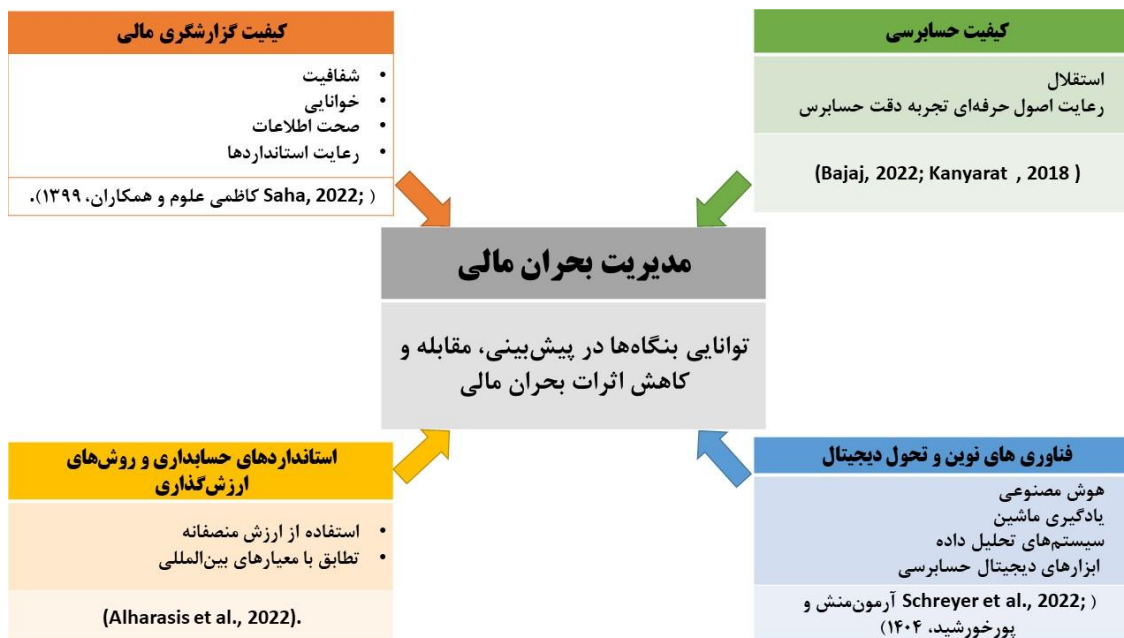 کیفیت حسابرسی
استقلال
رعایت اصول حرفه‌ای تجربه دقت حسابرس
(Bajaj, 2022; Kanyarat , 2018 )
کیفیت گزارشگری مالی
• شفافیت
• خوانایی
• صحت اطلاعات
• رعایت استانداردها
( Saha, 2022; کاظمی علوم و همکاران، ۱۳۹۹).
مدیریت بحران مالی
توانایی بنگاه‌ها در پیش‌بینی، مقابله و
کاهش اثرات بحران مالی
فناوری های نوین و تحول دیجیتال
هوش مصنوعی
یادگیری ماشین
سیستم‌های تحلیل داده
ابزارهای دیجیتال حسابرسی
( Schreyer et al., 2022; آرمون‌منش و
پورخورشید، ۱۴۰۴)
استانداردهای حسابداری و روش‌های
ارزش‌گذاری
• استفاده از ارزش منصفانه
• تطابق با معیارهای بین‌المللی
(Alharasis et al., 2022).